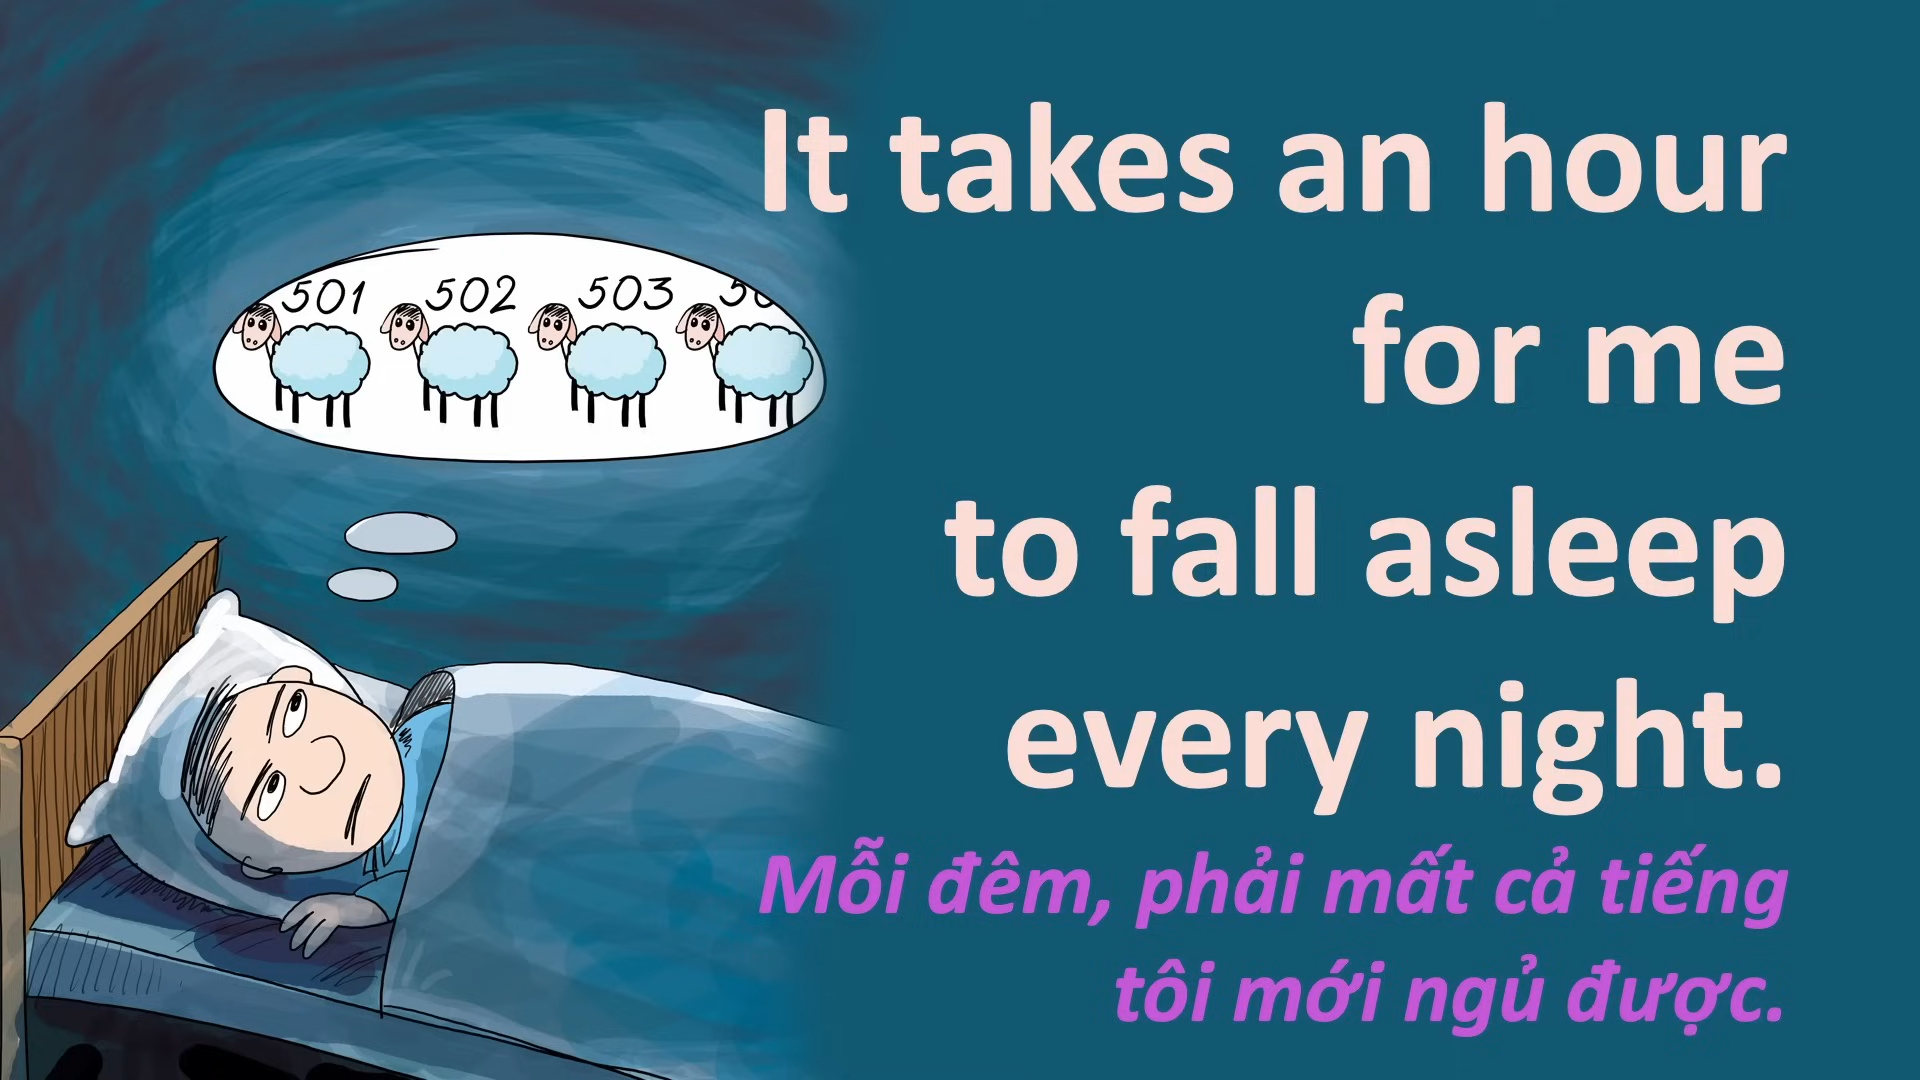 It takes an hour
for me
to fall asleep
every night.
Mỗi đêm, phải mất cả tiếng
tôi mới ngủ được.
501 502 503